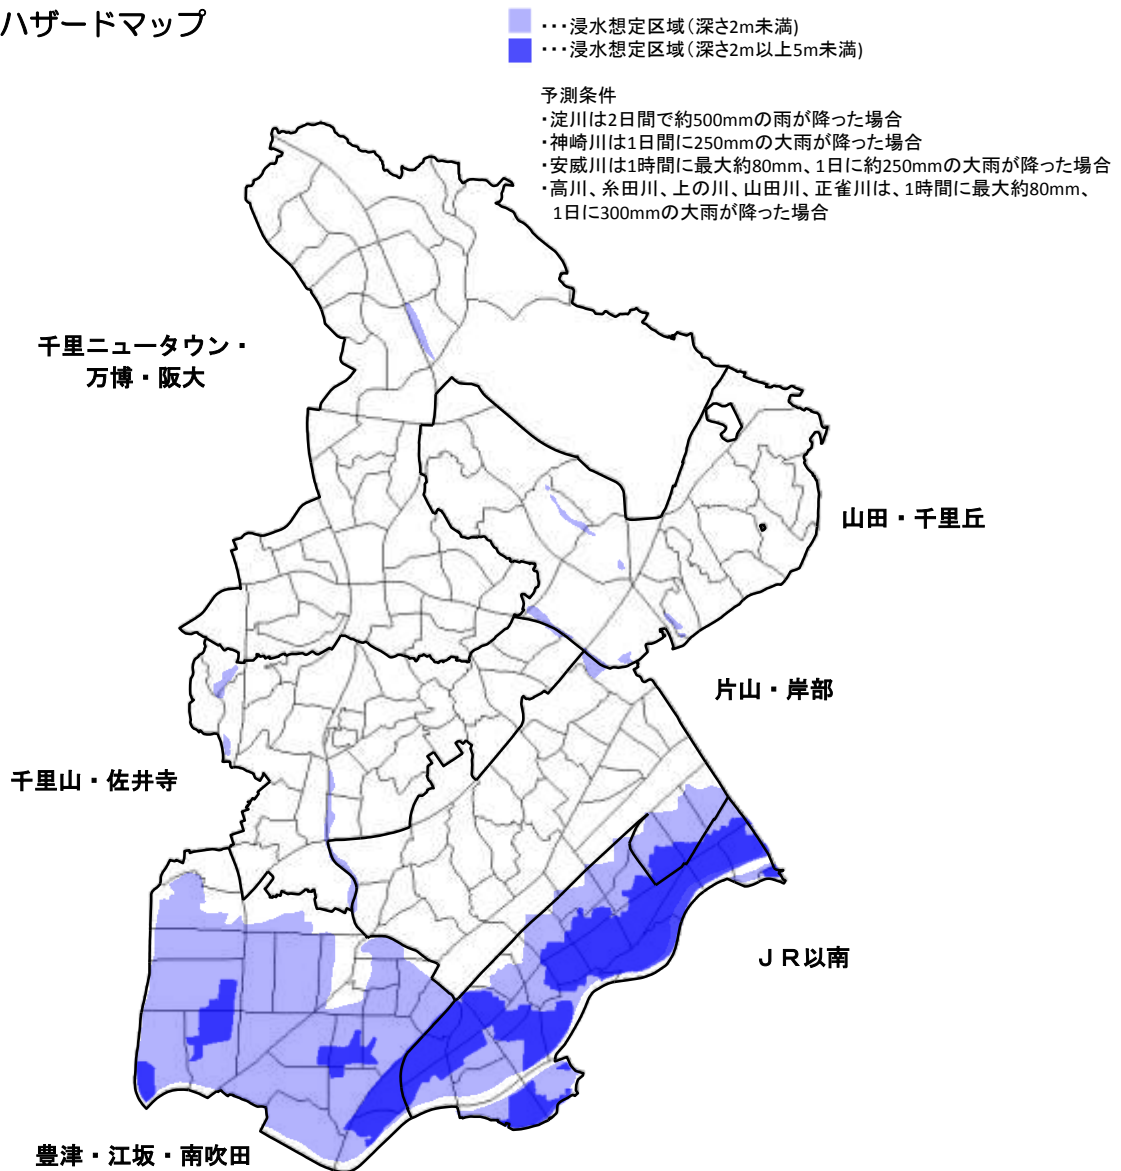 ハザードマップ
・・・浸水想定区域(深さ2m未満)
・・・浸水想定区域(深さ2m以上5m未満)
予測条件
・淀川は2日間で約500mmの雨が降った場合
・神崎川は1日間に250mmの大雨が降った場合
・安威川は1時間に最大約80mm、1日に約250mmの大雨が降った場合
・高川、糸田川、上の川、山田川、正雀川は、1時間に最大約80mm、
1日に300mmの大雨が降った場合
千里ニュータウン・
万博・阪大
山田・千里丘
片山・岸部
千里山・佐井寺
JR以南
豊津・江坂・南吹田